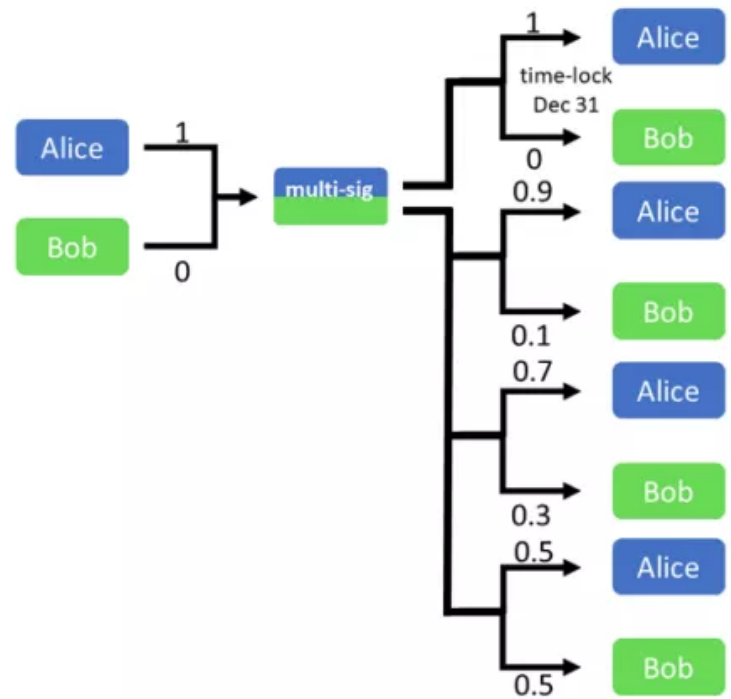 1
Alice
time-lock
Dec 31
Alice
1
Bob
0
multi-sig
Bob
0
0.9
Alice
Bob
0.1
0.7
Alice
Bob
0.3
0.5
Alice
Bob
0.5